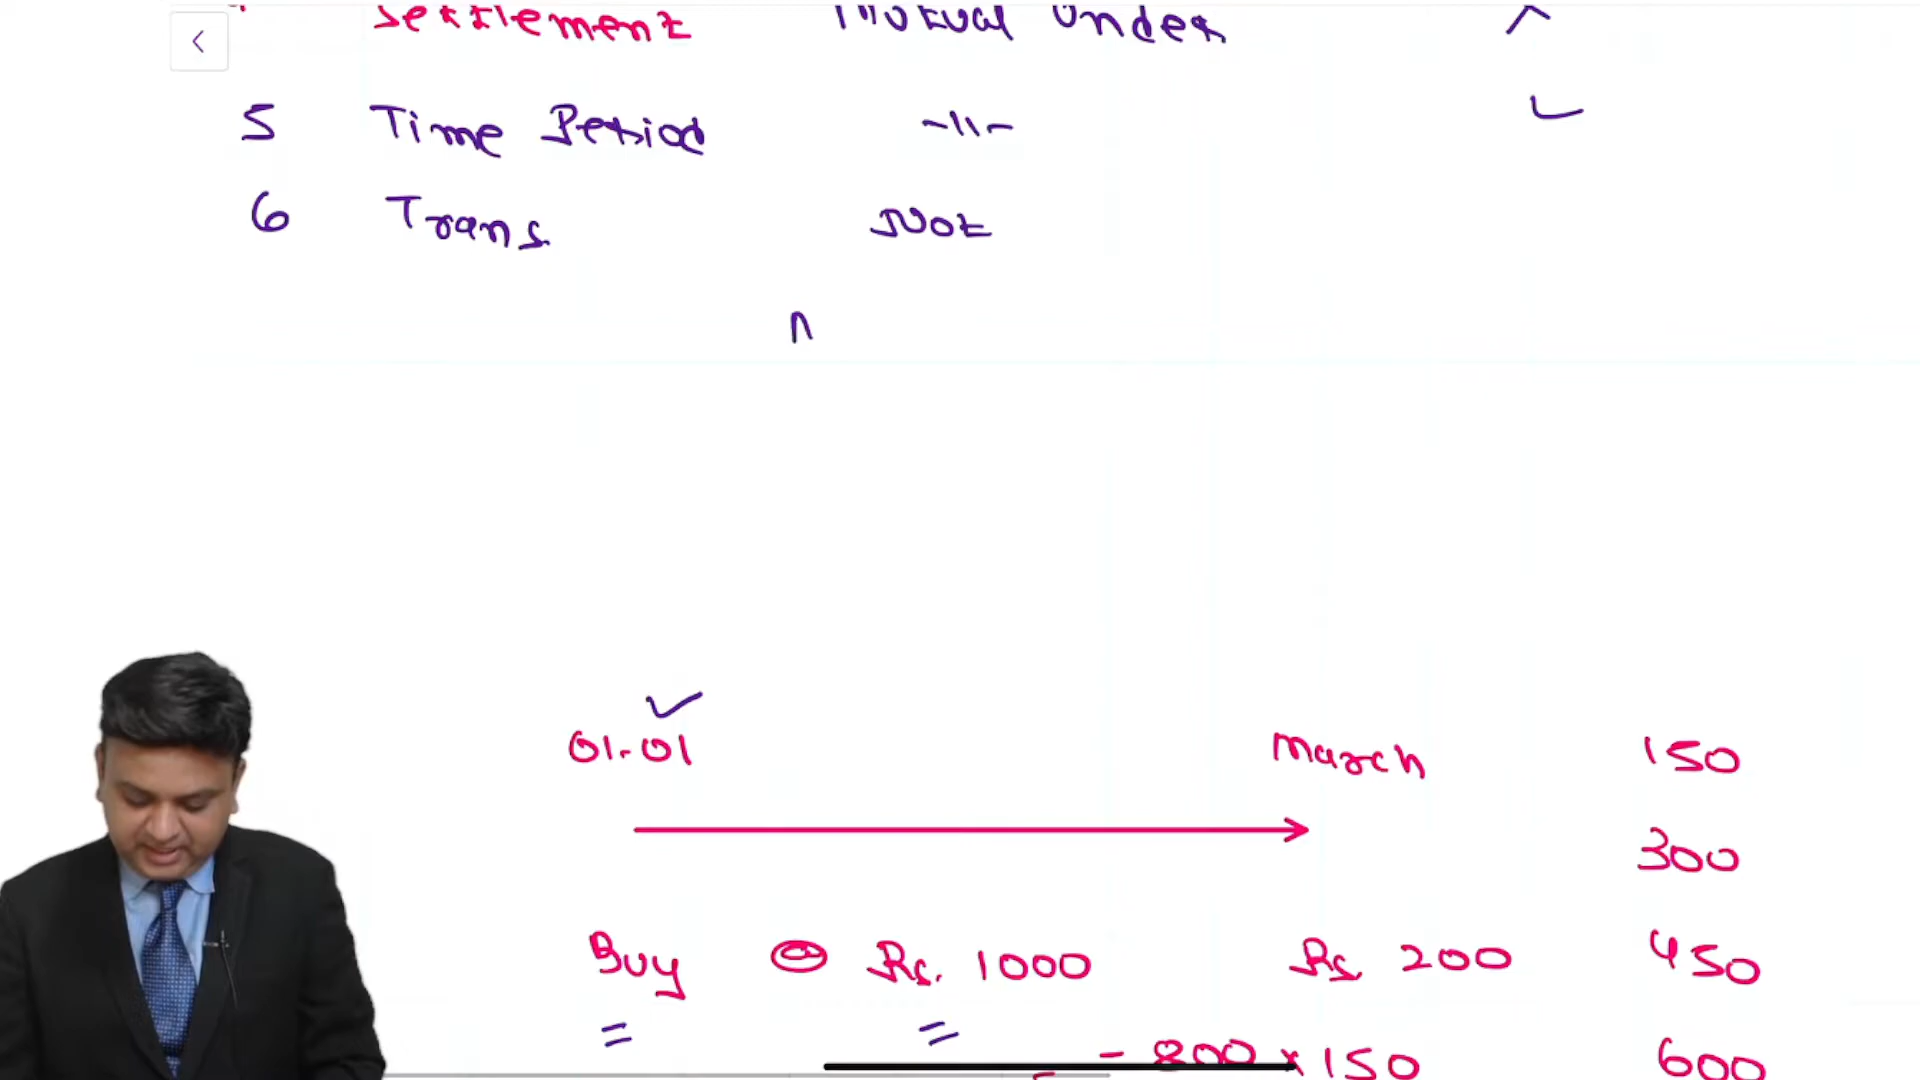 Settlement Mutual Under
5 Time Period -11-
6 Trans Not
n
01.01 March 150
300
Buy @ Rs. 1000 Rs 200 450
- 800 x 150 600